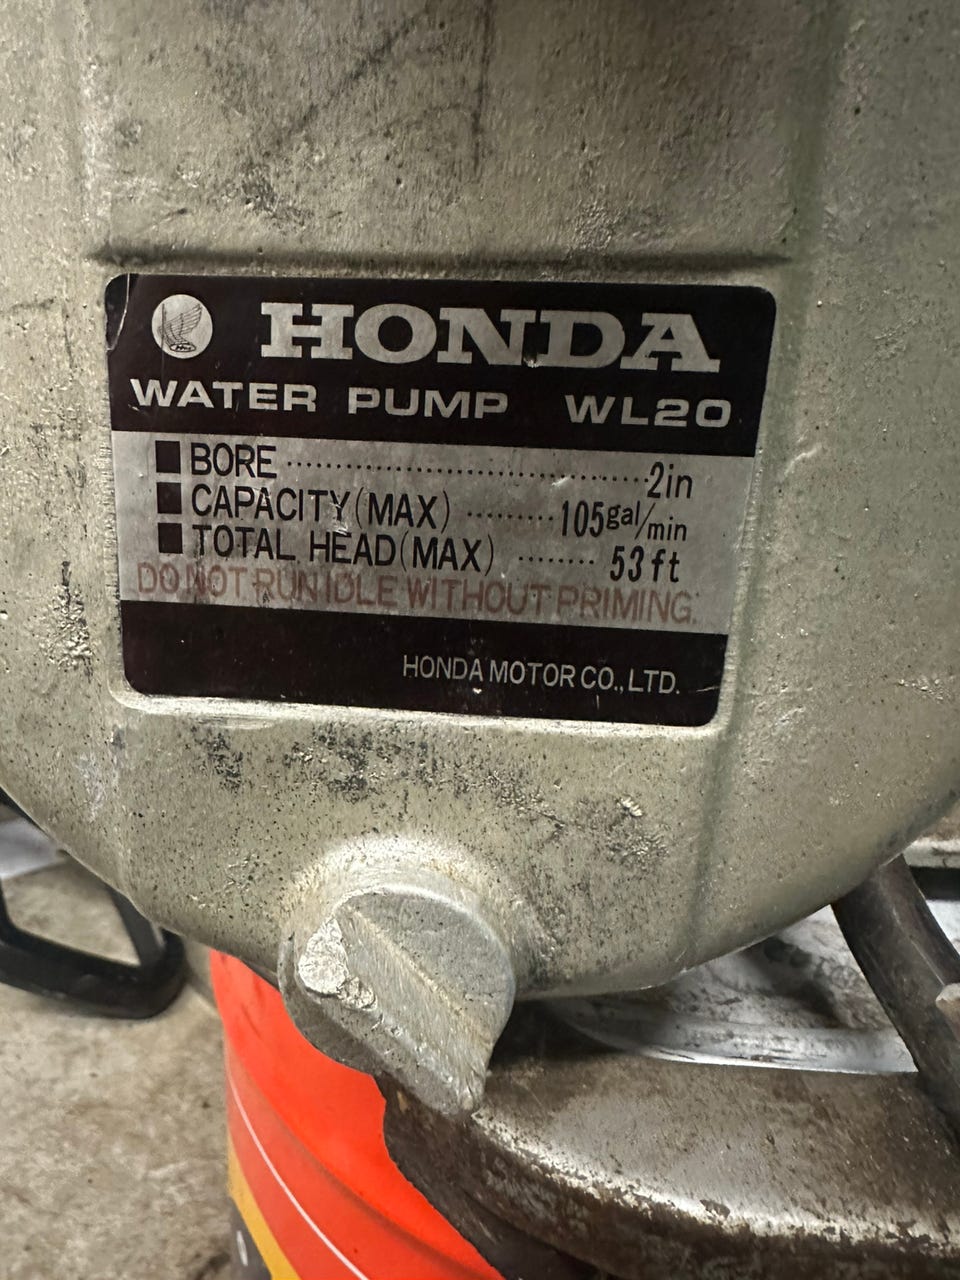 HONDA
WATER PUMP WL20
■ BORE ........................................ 2in
■ CAPACITY (MAX) ......... 105gal/min
■ TOTAL HEAD (MAX) ........ 53ft
DO NOT RUN IDLE WITHOUT PRIMING.
HONDA MOTOR CO., LTD.